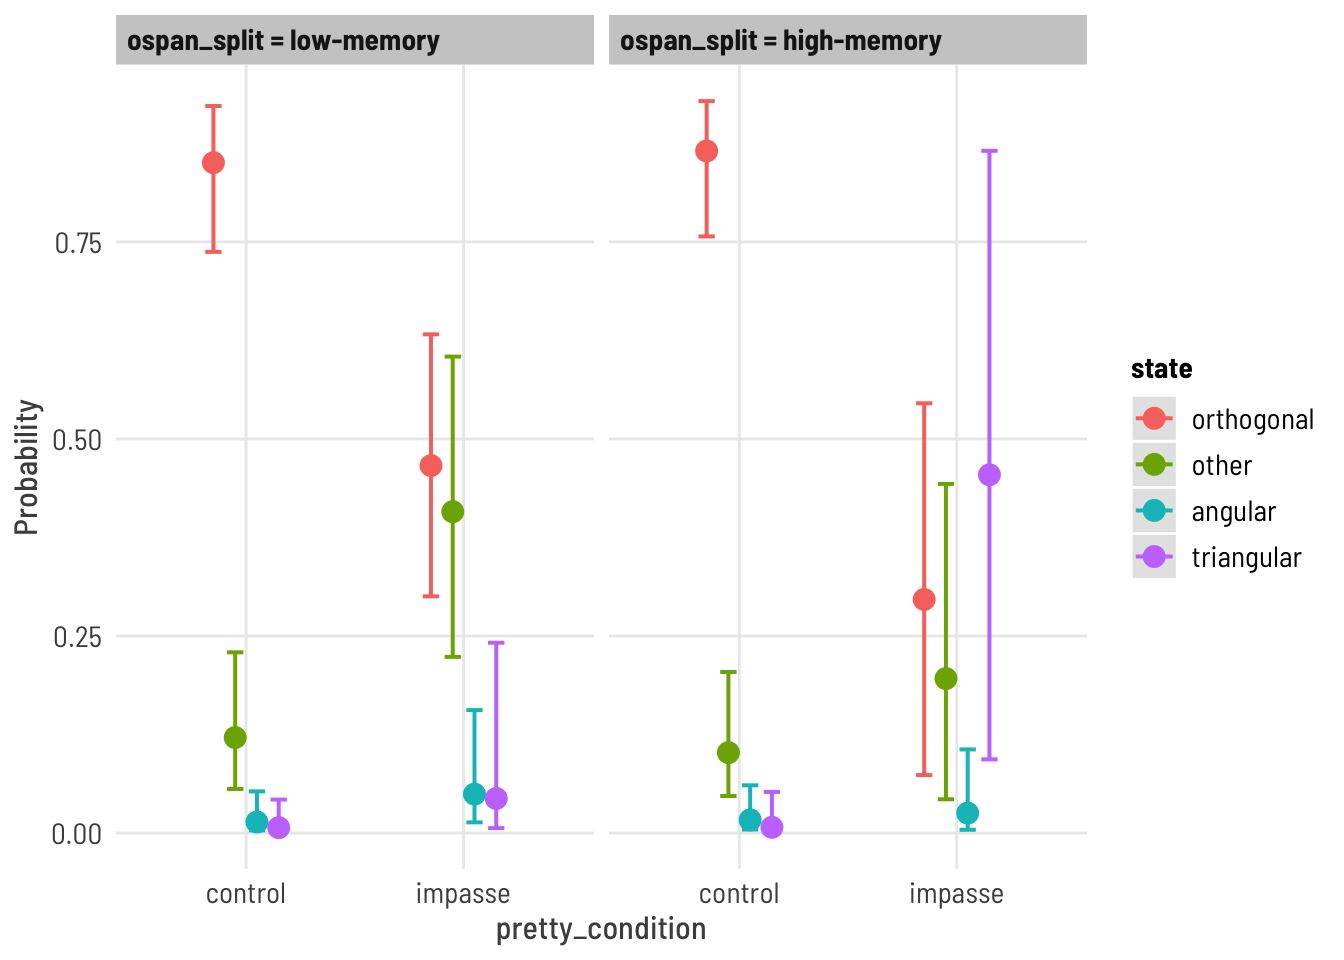 ospan_split = low-memory
ospan_split = high-memory
Probability
0.75
0.50
0.25
0.00
control
impasse
control
impasse
pretty_condition
state
orthogonal
other
angular
triangular